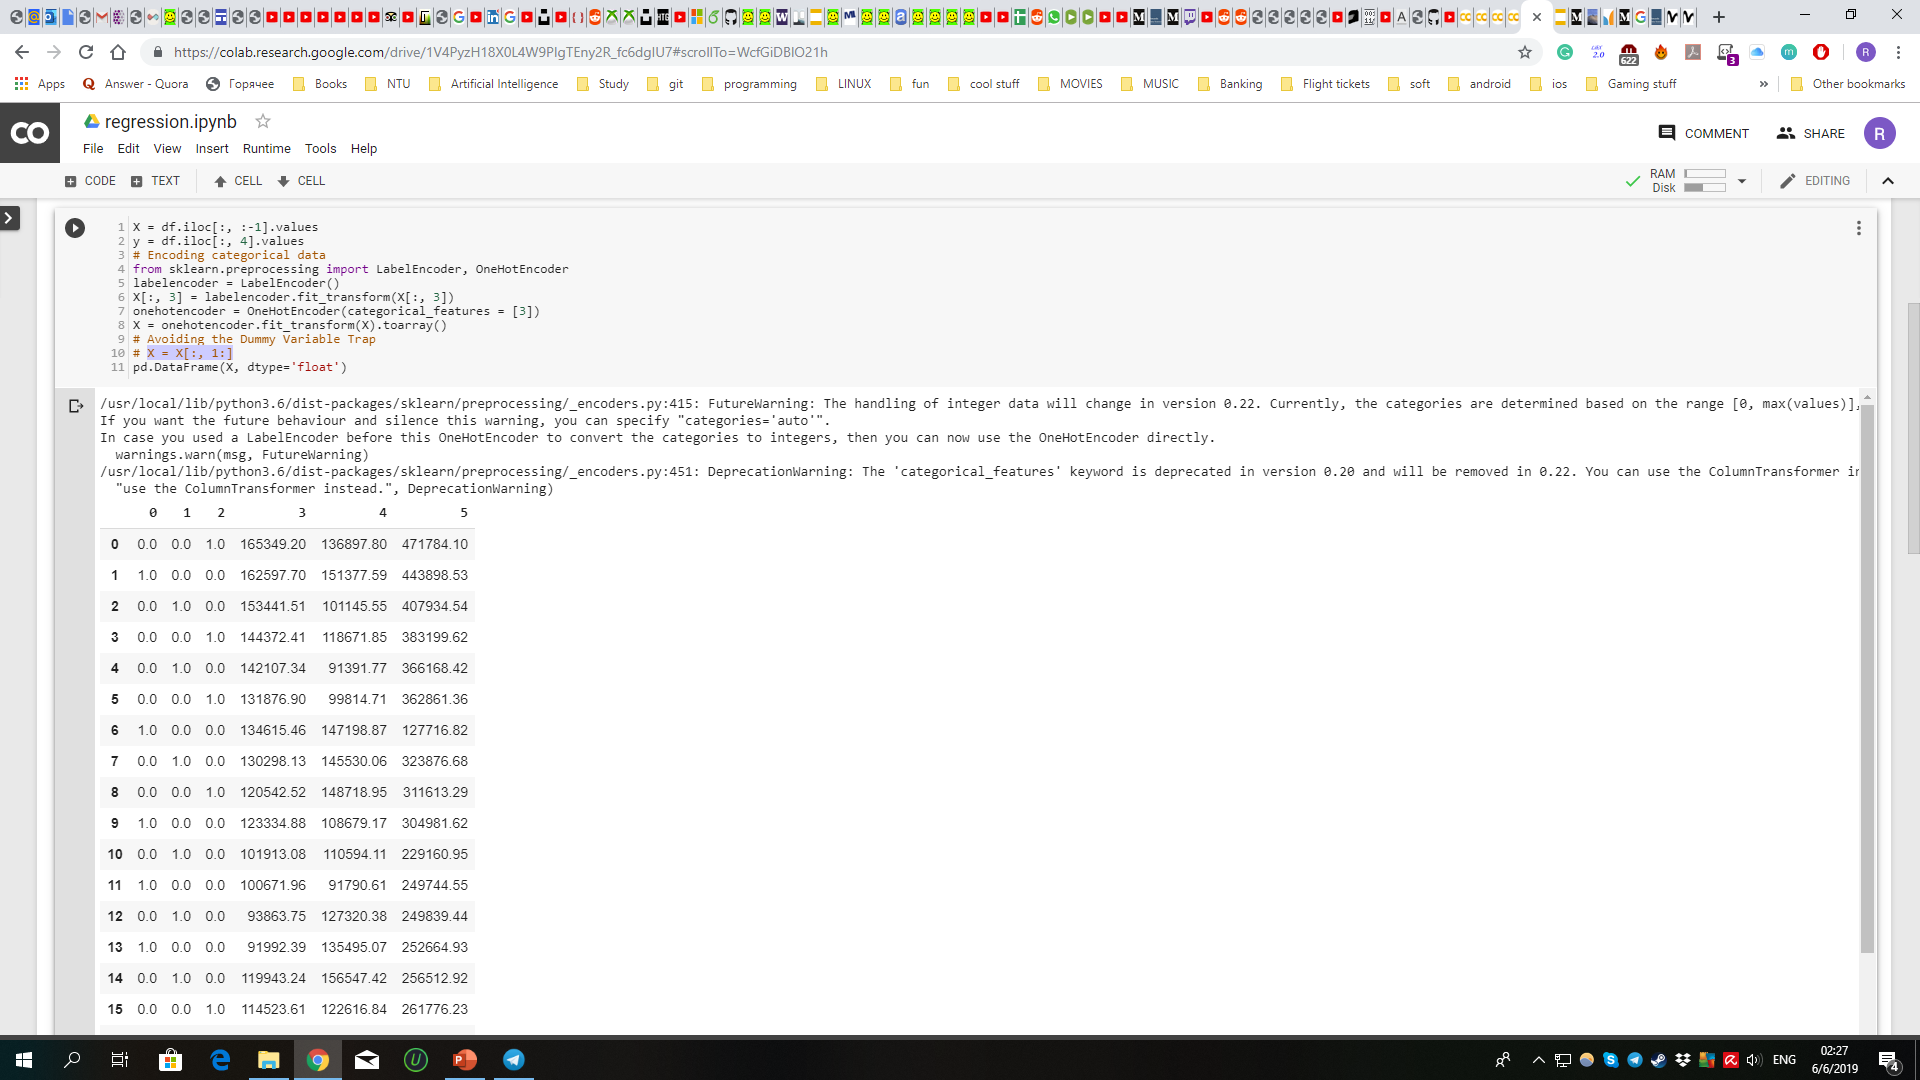 https://colab.research.google.com/drive/1V4PyzH18X0L4W9PIgTEny2R_fc6dglU7#scrollTo=WcfGiDBIO21h
Apps Answer - Quora Горячее Books NTU Artificial Intelligence Study git programming LINUX fun cool stuff MOVIES MUSIC Banking Flight tickets soft android ios Gaming stuff » Other bookmarks
CO regression.ipynb
COMMENT SHARE R
File Edit View Insert Runtime Tools Help
CODE TEXT CELL CELL
RAM
Disk
EDITING
1 X = df.iloc[:, :-1].values
2 y = df.iloc[:, 4].values
3 # Encoding categorical data
4 from sklearn.preprocessing import LabelEncoder, OneHotEncoder
5 labelencoder = LabelEncoder()
6 X[:, 3] = labelencoder.fit_transform(X[:, 3])
7 onehotencoder = OneHotEncoder(categorical_features = [3])
8 X = onehotencoder.fit_transform(X).toarray()
9 # Avoiding the Dummy Variable Trap
10 # X = X[:, 1:]
11 pd.DataFrame(X, dtype='float')
/usr/local/lib/python3.6/dist-packages/sklearn/preprocessing/_encoders.py:415: FutureWarning: The handling of integer data will change in version 0.22. Currently, the categories are determined based on the range [0, max(values)],
If you want the future behaviour and silence this warning, you can specify "categories='auto'".
In case you used a LabelEncoder before this OneHotEncoder to convert the categories to integers, then you can now use the OneHotEncoder directly.
warnings.warn(msg, FutureWarning)
/usr/local/lib/python3.6/dist-packages/sklearn/preprocessing/_encoders.py:451: DeprecationWarning: The 'categorical_features' keyword is deprecated in version 0.20 and will be removed in 0.22. You can use the ColumnTransformer in
"use the ColumnTransformer instead.", DeprecationWarning)
0 1 2 3 4 5
0 0.0 0.0 1.0 165349.20 136897.80 471784.10
1 1.0 0.0 0.0 162597.70 151377.59 443898.53
2 0.0 1.0 0.0 153441.51 101145.55 407934.54
3 0.0 0.0 1.0 144372.41 118671.85 383199.62
4 0.0 1.0 0.0 142107.34 91391.77 366168.42
5 0.0 0.0 1.0 131876.90 99814.71 362861.36
6 1.0 0.0 0.0 134615.46 147198.87 127716.82
7 0.0 1.0 0.0 130298.13 145530.06 323876.68
8 0.0 0.0 1.0 120542.52 148718.95 311613.29
9 1.0 0.0 0.0 123334.88 108679.17 304981.62
10 0.0 1.0 0.0 101913.08 110594.11 229160.95
11 1.0 0.0 0.0 100671.96 91790.61 249744.55
12 0.0 1.0 0.0 93863.75 127320.38 249839.44
13 1.0 0.0 0.0 91992.39 135495.07 252664.93
14 0.0 1.0 0.0 119943.24 156547.42 256512.92
15 0.0 0.0 1.0 114523.61 122616.84 261776.23
ENG
02:27
6/6/2019
4